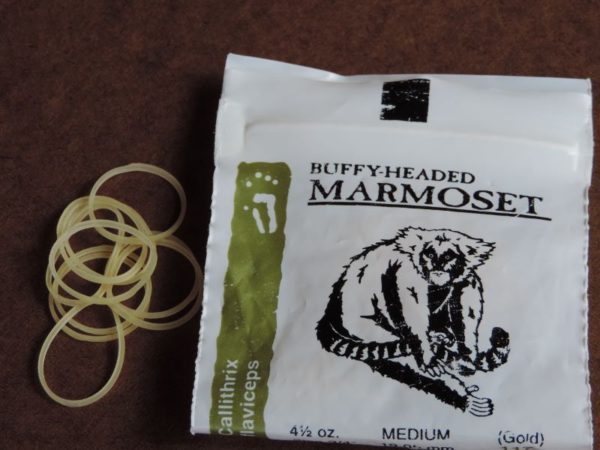 BUFFY-HEADED
MARMOSET
Callithrix
flaviceps
4½ oz. MEDIUM (Gold)